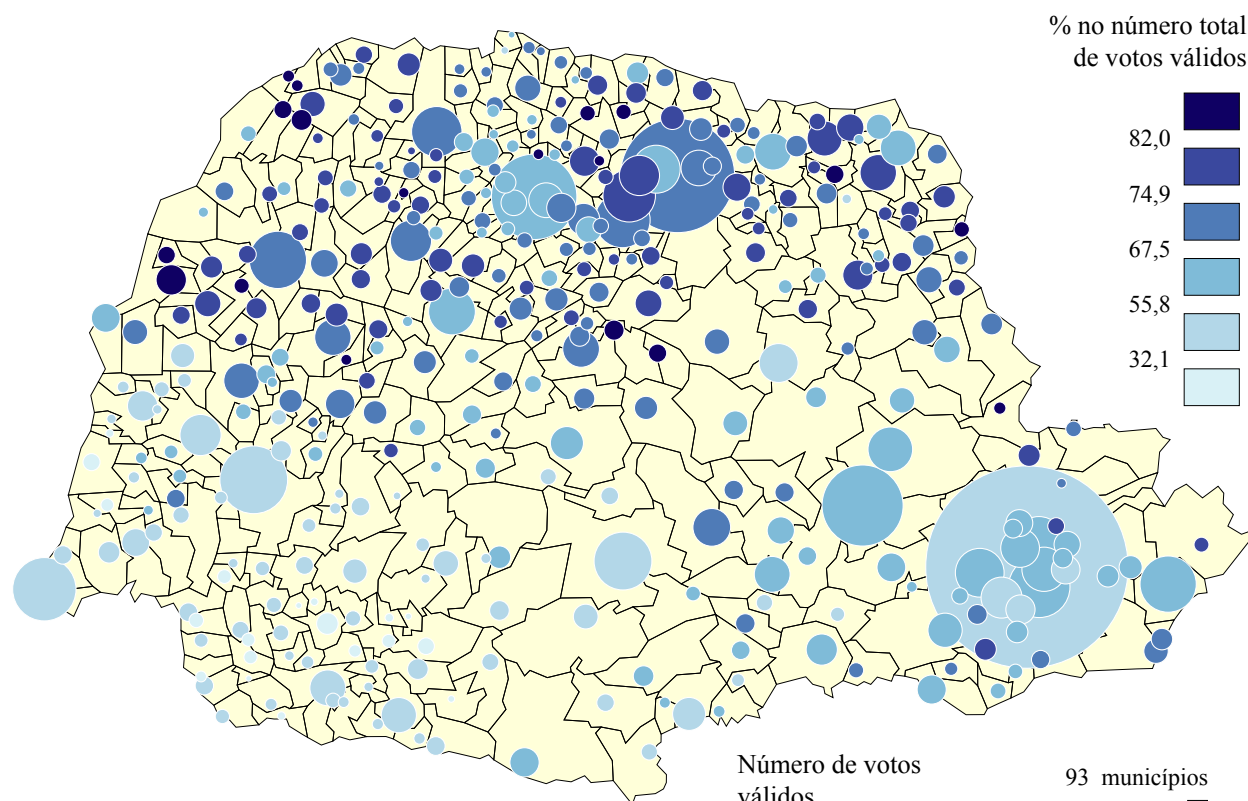 % no número total
de votos válidos
82,0
74,9
67,5
55,8
32,1
Número de votos
válidos
93 municípios